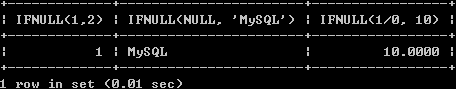 +-------------+-----------------------+------------------+
| IFNULL(1,2) | IFNULL(NULL, 'MySQL') | IFNULL(1/0, 10) |
+-------------+-----------------------+------------------+
| 1 | MySQL | 10.0000 |
+-------------+-----------------------+------------------+
1 row in set (0.01 sec)